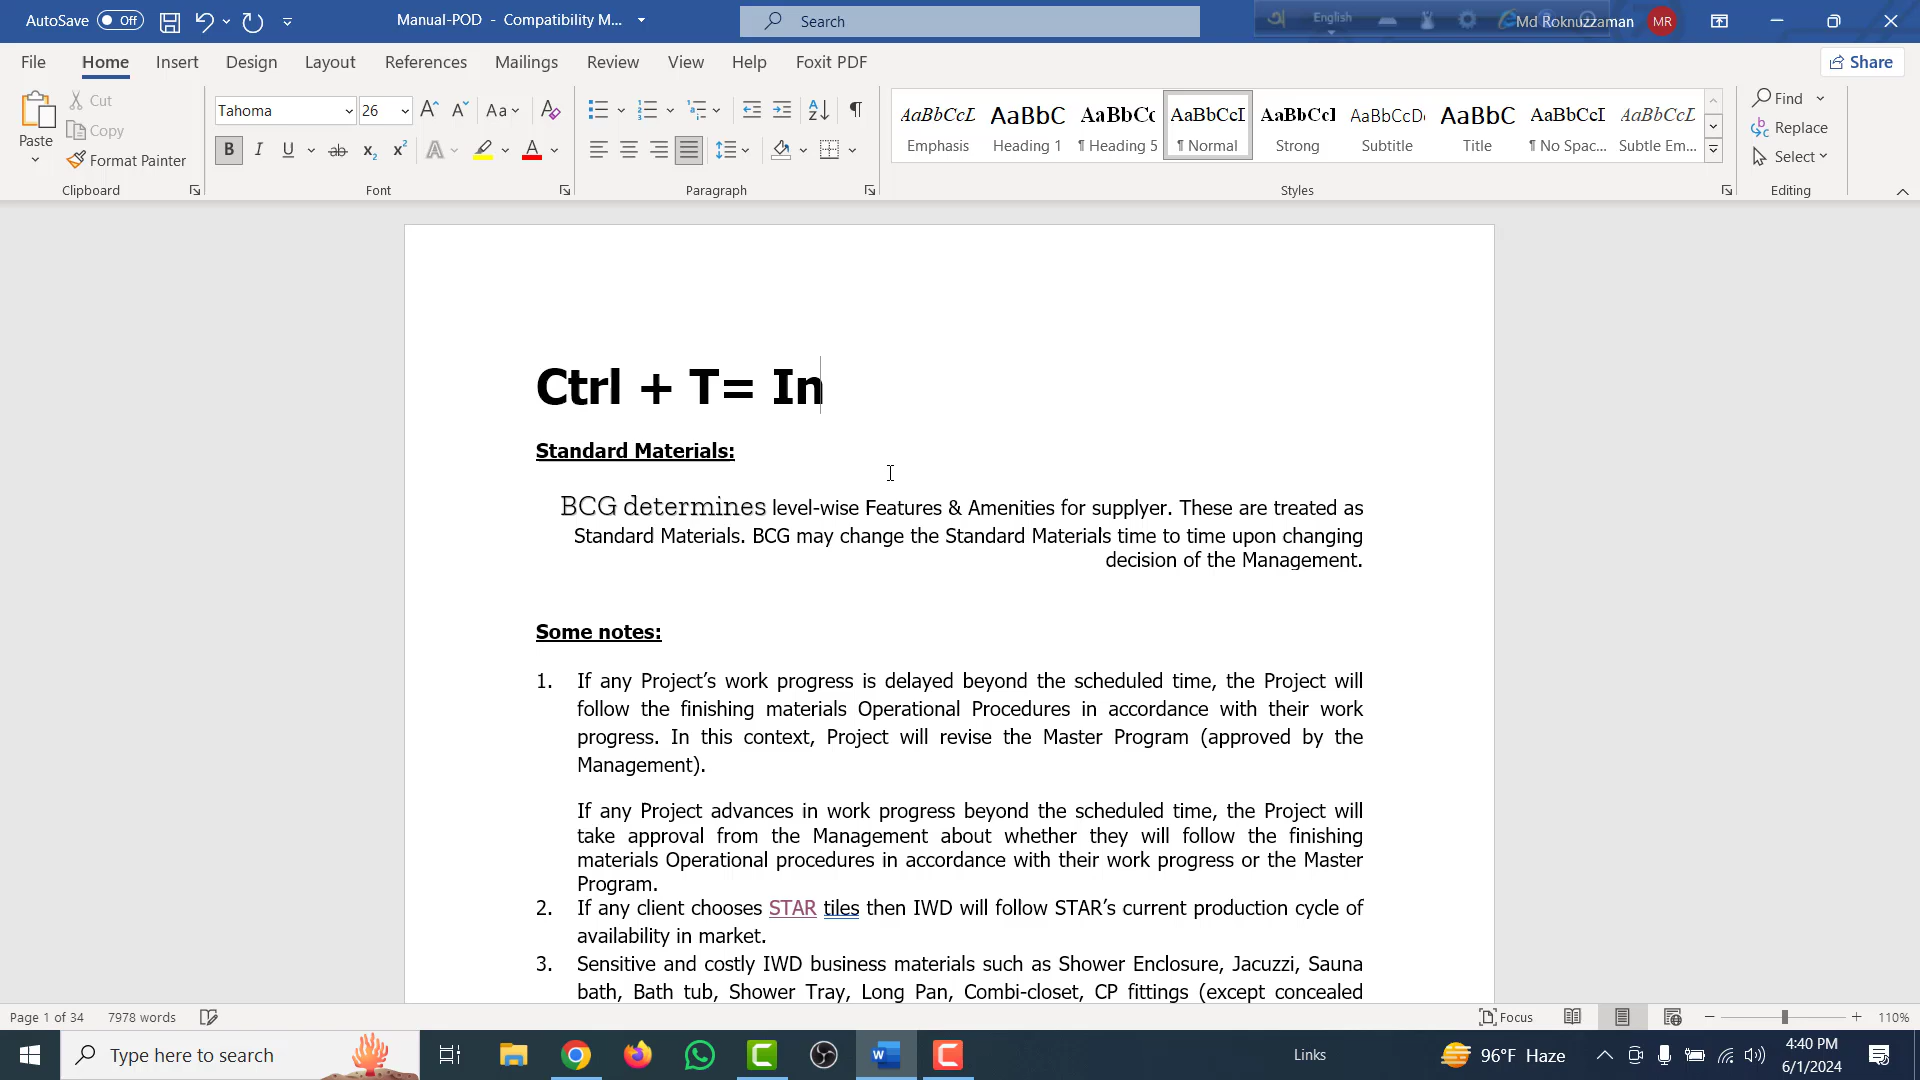 AutoSave Off Manual-POD - Compatibility M... Search English Md Roknuzzaman MR
File Home Insert Design Layout References Mailings Review View Help Foxit PDF Share
Paste Cut
Copy
Format Painter
Clipboard
Tahoma 26
Font
Paragraph
AaBbCcL AaBbC AaBbCc AaBbCcI AaBbCcI AaBbCcDc AaBbC AaBbCcI AaBbCcL
Emphasis Heading 1 ¶ Heading 5 ¶ Normal Strong Subtitle Title ¶ No Spac... Subtle Em...
Styles
Find
Replace
Select
Editing
Ctrl + T= In
Standard Materials:
BCG determines level-wise Features & Amenities for supplyer. These are treated as
Standard Materials. BCG may change the Standard Materials time to time upon changing
decision of the Management.
Some notes:
1. If any Project’s work progress is delayed beyond the scheduled time, the Project will
follow the finishing materials Operational Procedures in accordance with their work
progress. In this context, Project will revise the Master Program (approved by the
Management).
If any Project advances in work progress beyond the scheduled time, the Project will
take approval from the Management about whether they will follow the finishing
materials Operational procedures in accordance with their work progress or the Master
Program.
2. If any client chooses STAR tiles then IWD will follow STAR’s current production cycle of
availability in market.
3. Sensitive and costly IWD business materials such as Shower Enclosure, Jacuzzi, Sauna
bath, Bath tub, Shower Tray, Long Pan, Combi-closet, CP fittings (except concealed
Page 1 of 34 7978 words Focus 110%
Type here to search Links 96°F Haze 4:40 PM
6/1/2024